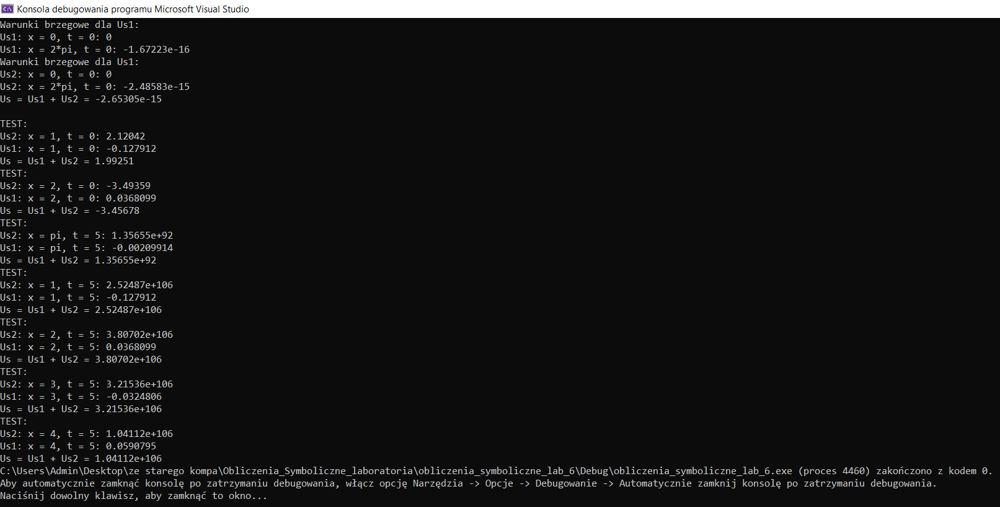 Konsola debugowania programu Microsoft Visual Studio
Warunki brzegowe dla Us1:
Us1: x = 0, t = 0: 0
Us1: x = 2*pi, t = 0: -1.67223e-16
Warunki brzegowe dla Us1:
Us2: x = 0, t = 0: 0
Us2: x = 2*pi, t = 0: -2.48583e-15
Us = Us1 + Us2 = -2.65305e-15
TEST:
Us2: x = 1, t = 0: 2.12042
Us1: x = 1, t = 0: -0.127912
Us = Us1 + Us2 = 1.99251
TEST:
Us2: x = 2, t = 0: -3.49359
Us1: x = 2, t = 0: 0.0368099
Us = Us1 + Us2 = -3.45678
TEST:
Us2: x = pi, t = 5: 1.35655e+92
Us1: x = pi, t = 5: -0.00209914
Us = Us1 + Us2 = 1.35655e+92
TEST:
Us2: x = 1, t = 5: 2.52487e+106
Us1: x = 1, t = 5: -0.127912
Us = Us1 + Us2 = 2.52487e+106
TEST:
Us2: x = 2, t = 5: 3.80702e+106
Us1: x = 2, t = 5: 0.0368099
Us = Us1 + Us2 = 3.80702e+106
TEST:
Us2: x = 3, t = 5: 3.21536e+106
Us1: x = 3, t = 5: -0.0324806
Us = Us1 + Us2 = 3.21536e+106
TEST:
Us2: x = 4, t = 5: 1.04112e+106
Us1: x = 4, t = 5: 0.0590795
Us = Us1 + Us2 = 1.04112e+106
C:\Users\Admin\Desktop\ze starego kompa\Obliczenia_Symboliczne_laboratoria\obliczenia_symboliczne_lab_6\Debug\obliczenia_symboliczne_lab_6.exe (proces 4460) zakończono z kodem 0.
Aby automatycznie zamknąć konsolę po zatrzymaniu debugowania, włącz opcję Narzędzia -> Opcje -> Debugowanie -> Automatycznie zamknij konsolę po zatrzymaniu debugowania.
Naciśnij dowolny klawisz, aby zamknąć to okno...